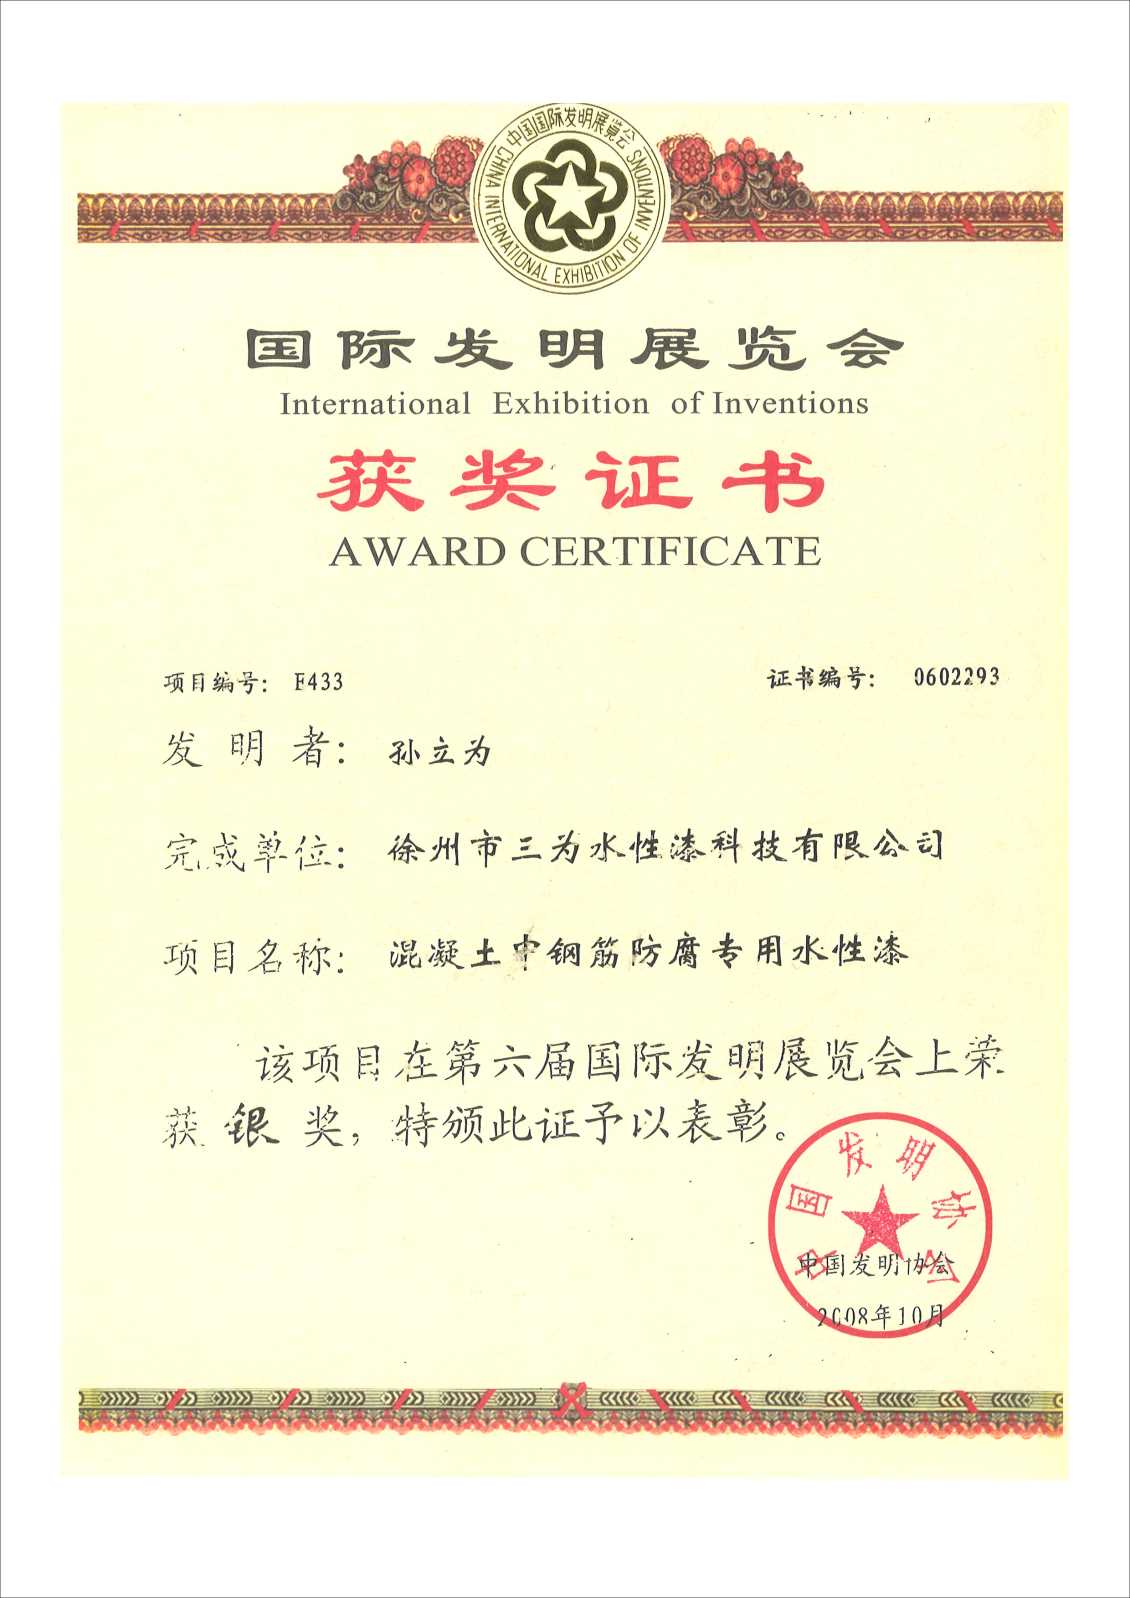 中国国际发明展览会
CHINA INTERNATIONAL EXHIBITION OF INVENTIONS
国际发明展览会
International Exhibition of Inventions
获奖证书
AWARD CERTIFICATE
项目编号: E433 证书编号: 0602293
发明者: 孙立为
完成单位: 徐州市三为水性漆科技有限公司
项目名称: 混凝土中钢筋防腐专用水性漆
该项目在第六届国际发明展览会上荣
获银奖，特颁此证予以表彰。
中国发明协会
中国发明协会
2008年10月